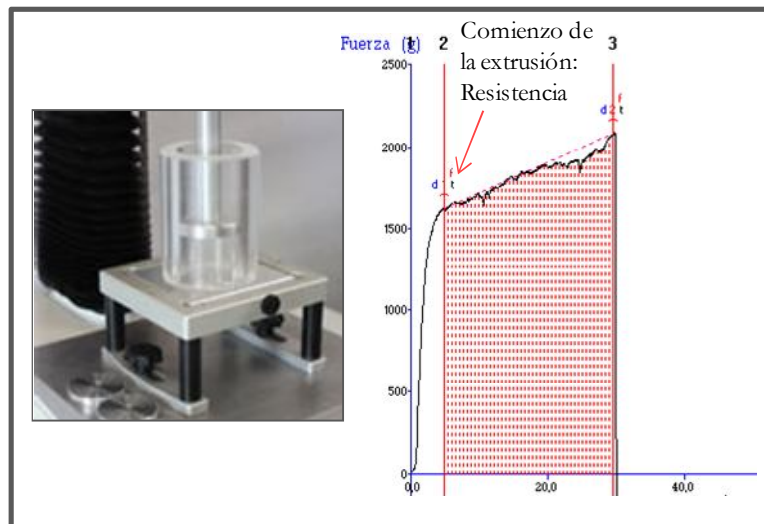 Comienzo de
la extrusión:
Resistencia
Fuerza (g)
1 2 3
2500
2000
1500
1000
500
0
0,0 20,0 40,0
f
d 1 t
f
d 2 t